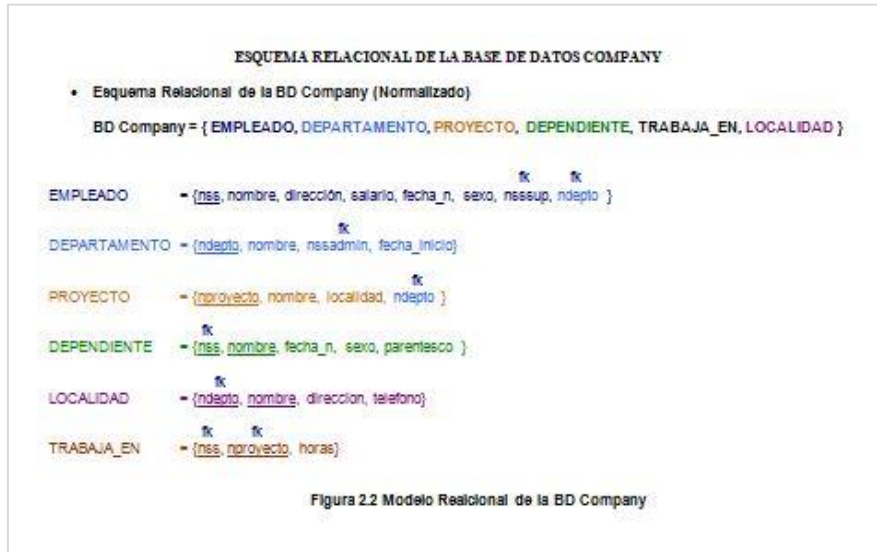 ESQUEMA RELACIONAL DE LA BASE DE DATOS COMPANY
• Esquema Relacional de la BD Company (Normalizado)
BD Company = { EMPLEADO, DEPARTAMENTO, PROYECTO, DEPENDIENTE, TRABAJA_EN, LOCALIDAD }
fk fk
EMPLEADO = {nss, nombre, dirección, salario, fecha_n, sexo, nsssup, ndepto }
fk
DEPARTAMENTO = {ndepto, nombre, nssadmin, fecha_inicio}
fk
PROYECTO = {nproyecto, nombre, localidad, ndepto }
fk
DEPENDIENTE = {nss, nombre, fecha_n, sexo, parentesco }
fk
LOCALIDAD = {ndepto, nombre, direccion, telefono}
fk fk
TRABAJA_EN = {nss, nproyecto, horas}
Figura 2.2 Modelo Realcional de la BD Company